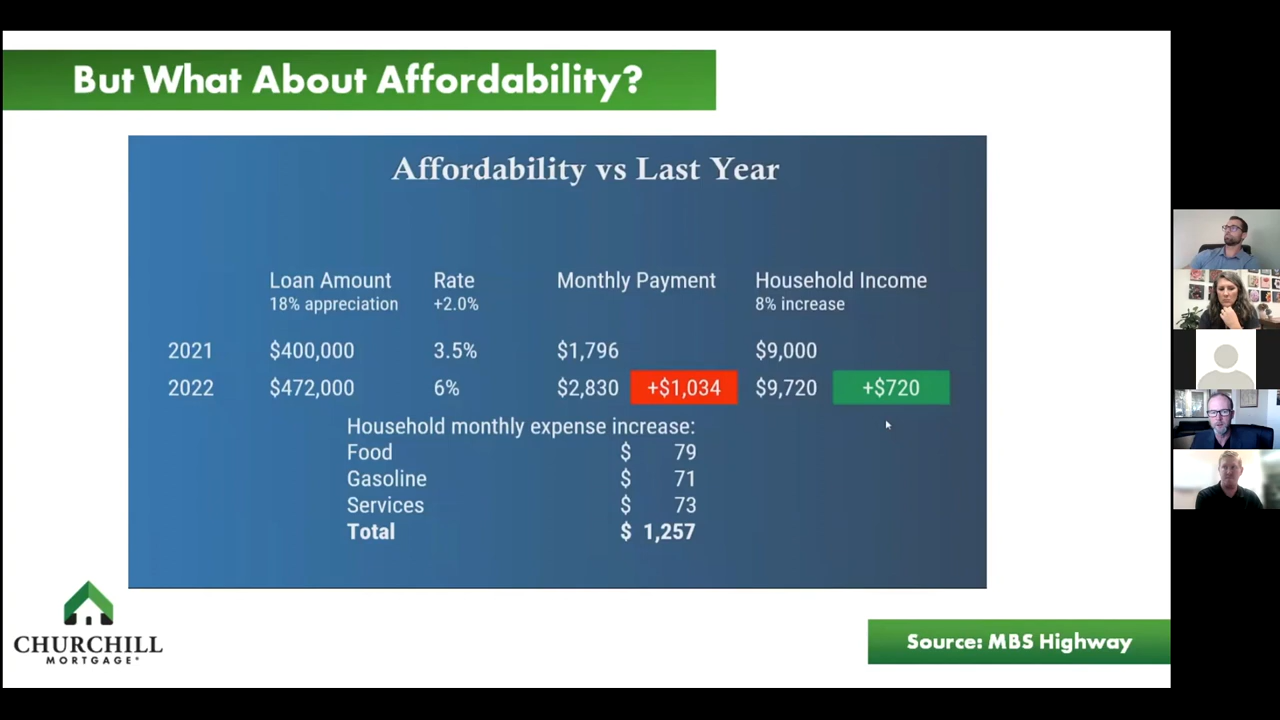 But What About Affordability?
Affordability vs Last Year
Loan Amount Rate Monthly Payment Household Income
18% appreciation +2.0% 8% increase
2021 $400,000 3.5% $1,796 $9,000
2022 $472,000 6% $2,830 +$1,034 $9,720 +$720
Household monthly expense increase:
Food $ 79
Gasoline $ 71
Services $ 73
Total $ 1,257
CHURCHILL
MORTGAGE®
Source: MBS Highway